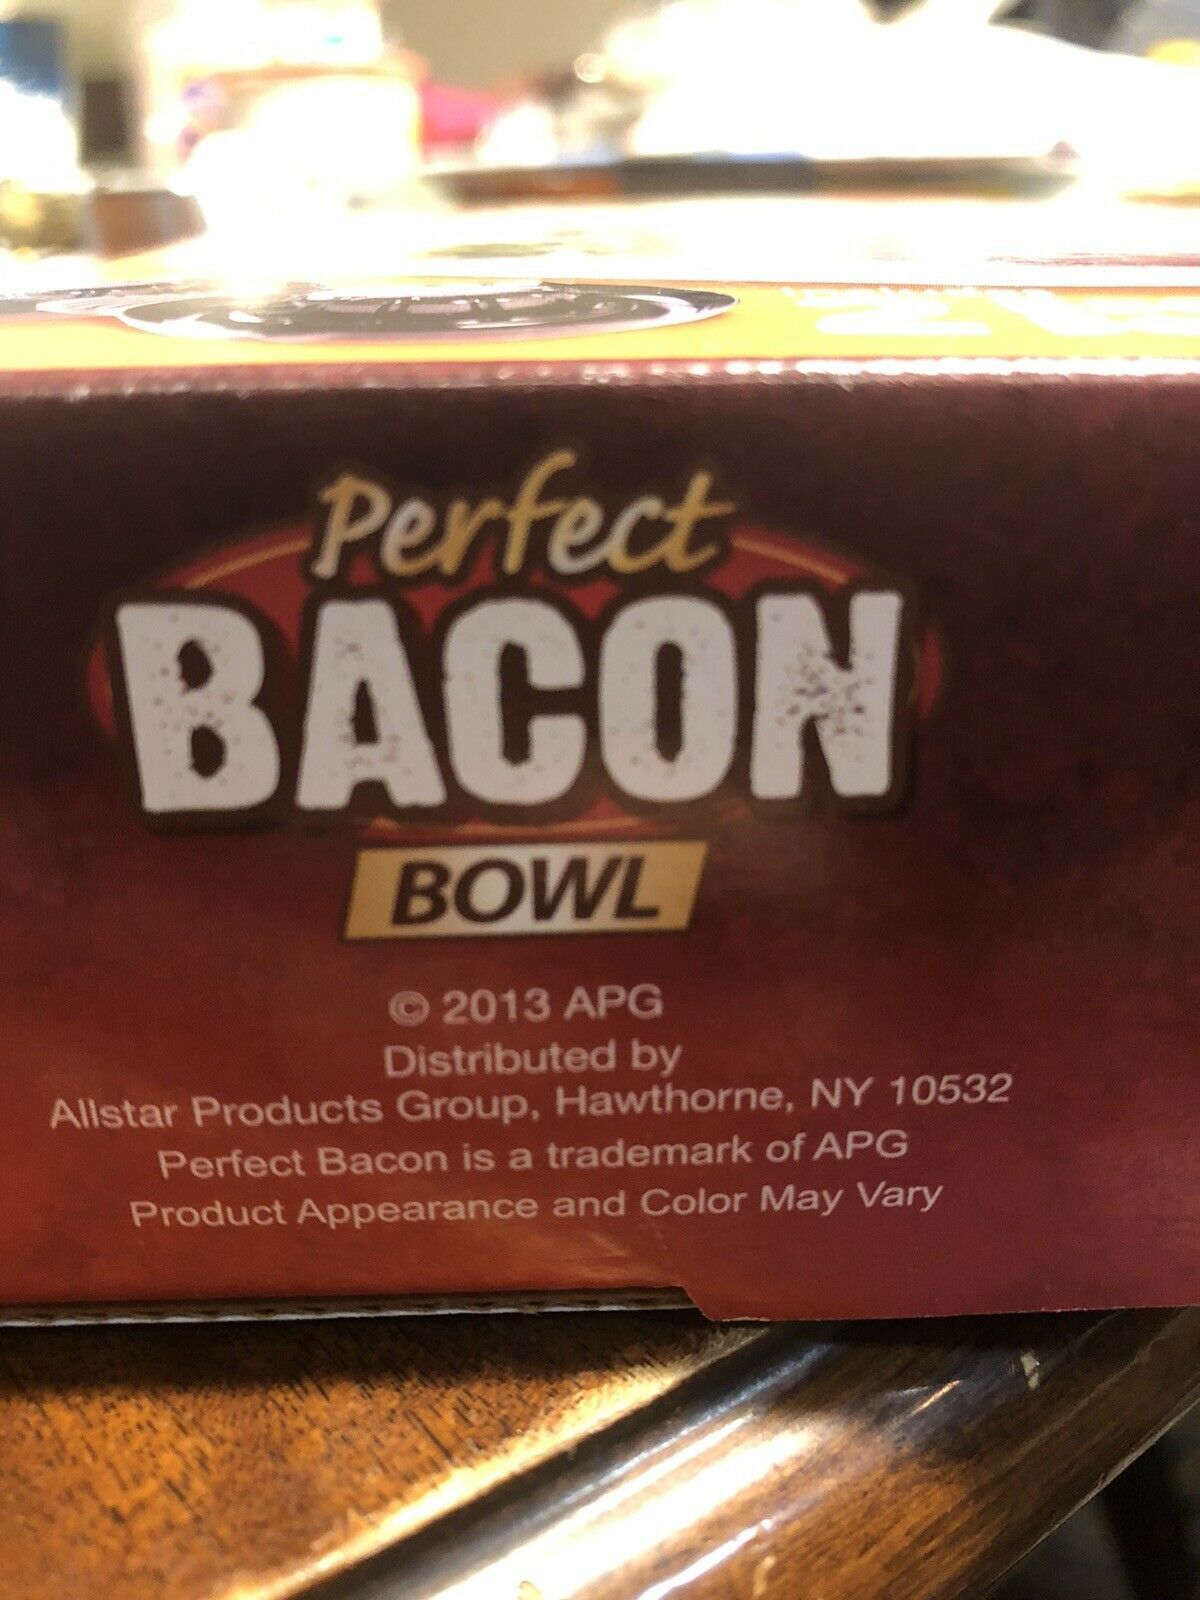 Perfect
BACON
BOWL
© 2013 APG
Distributed by
Allstar Products Group, Hawthorne, NY 10532
Perfect Bacon is a trademark of APG
Product Appearance and Color May Vary